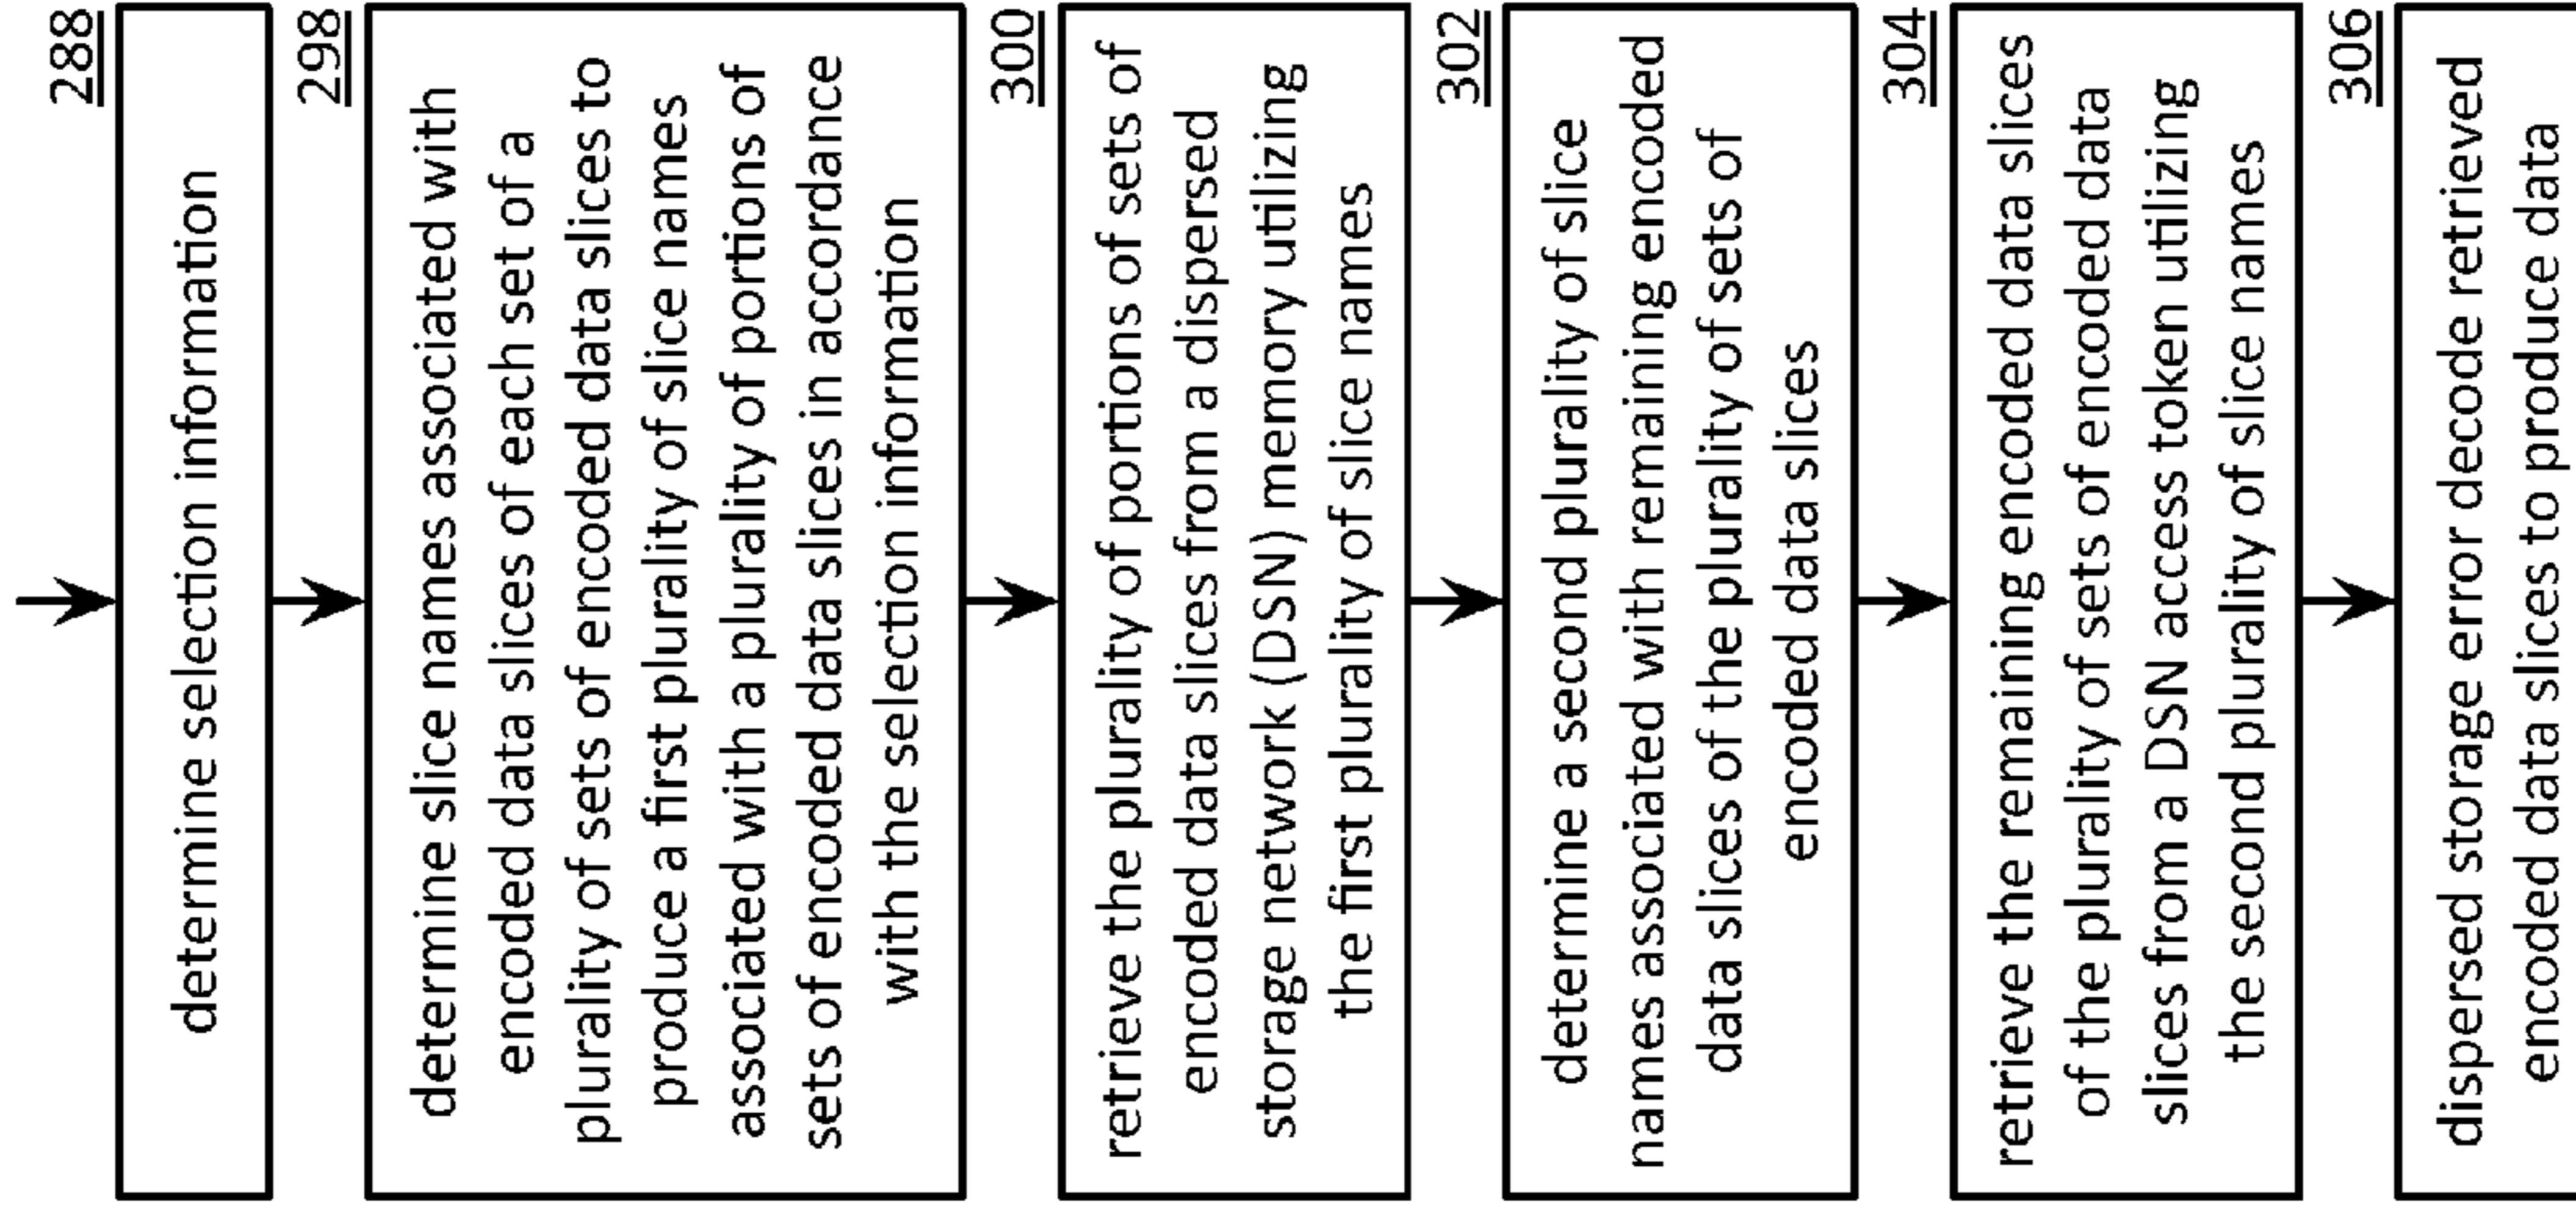 288
determine selection information
298
determine slice names associated with
encoded data slices of each set of a
plurality of sets of encoded data slices to
produce a first plurality of slice names
associated with a plurality of portions of
sets of encoded data slices in accordance
with the selection information
300
retrieve the plurality of portions of sets of
encoded data slices from a dispersed
storage network (DSN) memory utilizing
the first plurality of slice names
302
determine a second plurality of slice
names associated with remaining encoded
data slices of the plurality of sets of
encoded data slices
304
retrieve the remaining encoded data slices
of the plurality of sets of encoded data
slices from a DSN access token utilizing
the second plurality of slice names
306
dispersed storage error decode retrieved
encoded data slices to produce data